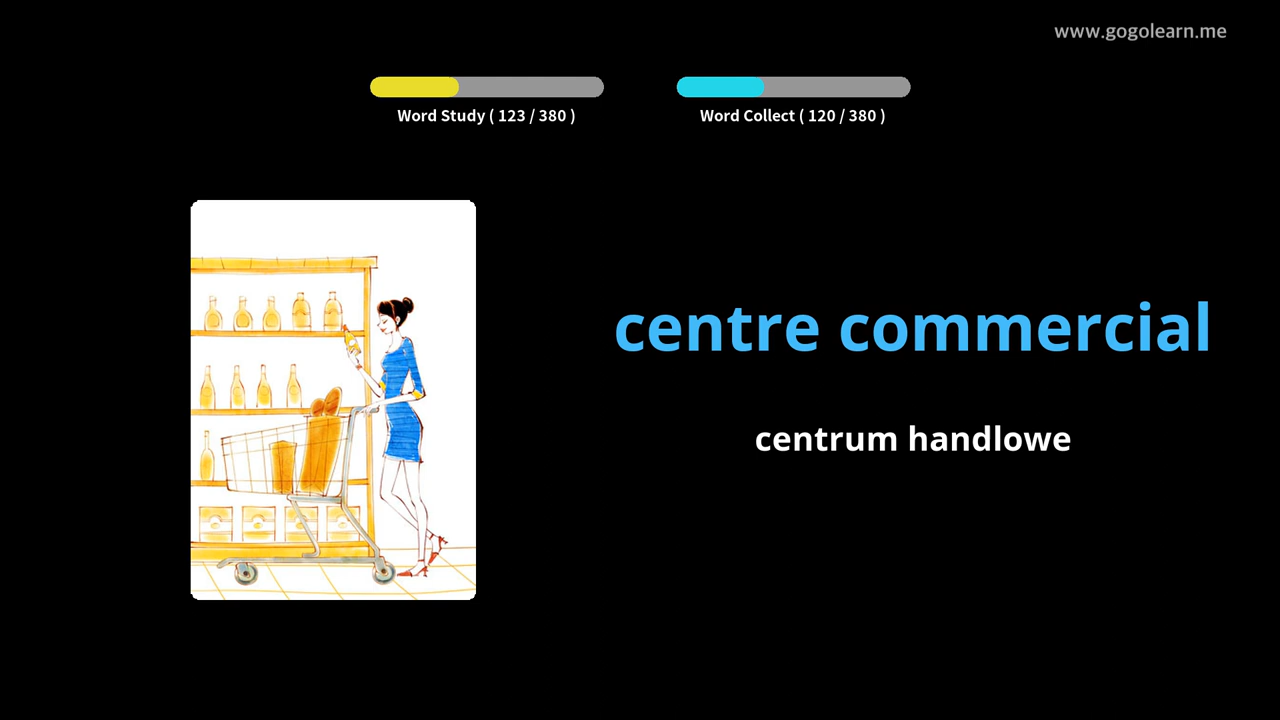 www.gogolearn.me
Word Study ( 123 / 380 )
Word Collect ( 120 / 380 )
centre commercial
centrum handlowe